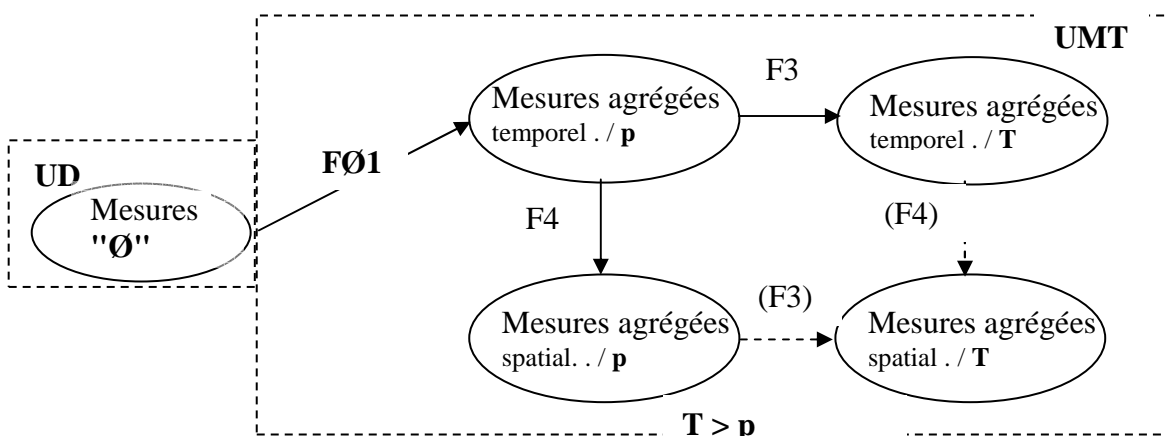 UMT
F3
Mesures agrégées
temporel . / p
Mesures agrégées
temporel . / T
FØ1
UD
Mesures
"Ø"
F4
(F4)
(F3)
Mesures agrégées
spatial. . / p
Mesures agrégées
spatial . / T
T > p